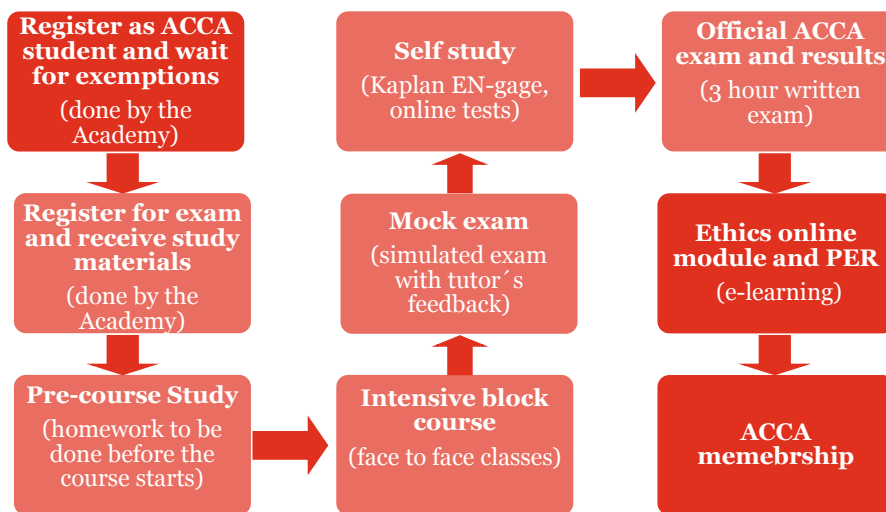 Register as ACCA
student and wait
for exemptions
(done by the
Academy)
Register for exam
and receive study
materials
(done by the
Academy)
Pre-course Study
(homework to be
done before the
course starts)
Intensive block
course
(face to face classes)
Mock exam
(simulated exam
with tutor´s
feedback)
Self study
(Kaplan EN-gage,
online tests)
Official ACCA
exam and results
(3 hour written
exam)
Ethics online
module and PER
(e-learning)
ACCA
memebrship